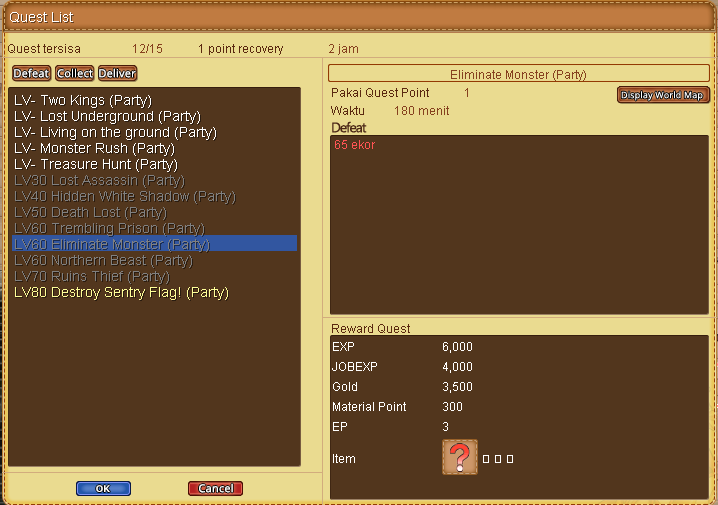 Quest List
Quest tersisa 12/15 1 point recovery 2 jam
Defeat Collect Deliver
LV- Two Kings (Party)
LV- Lost Underground (Party)
LV- Living on the ground (Party)
LV- Monster Rush (Party)
LV- Treasure Hunt (Party)
LV30 Lost Assassin (Party)
LV40 Hidden White Shadow (Party)
LV50 Death Lost (Party)
LV60 Trembling Prison (Party)
LV60 Eliminate Monster (Party)
LV60 Northern Beast (Party)
LV70 Ruins Thief (Party)
LV80 Destroy Sentry Flag! (Party)
OK Cancel
Eliminate Monster (Party)
Pakai Quest Point 1
Display World Map
Waktu 180 menit
Defeat
65 ekor
Reward Quest
EXP 6,000
JOBEXP 4,000
Gold 3,500
Material Point 300
EP 3
Item ? □ □ □